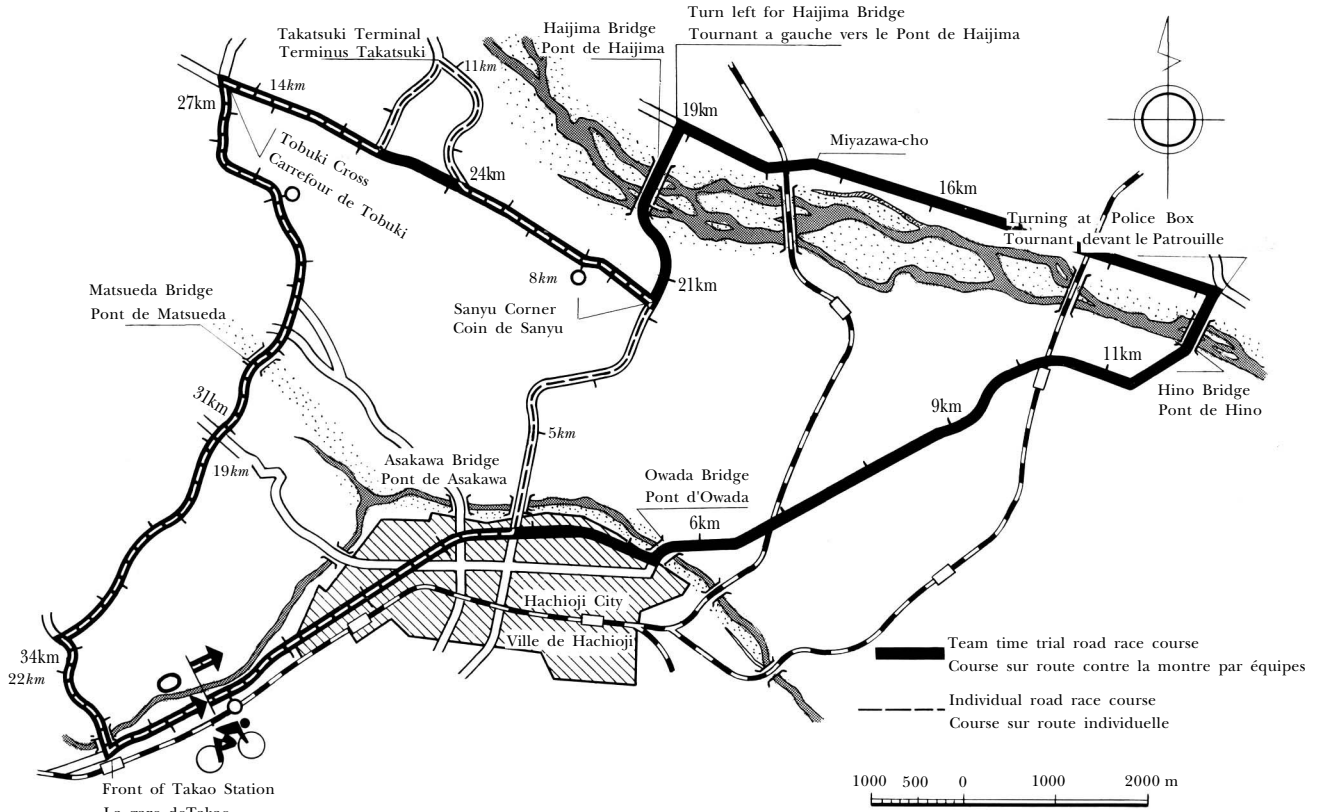 Turn left for Haijima Bridge
Tournant a gauche vers le Pont de Haijima
Haijima Bridge
Pont de Haijima
Takatsuki Terminal
Terminus Takatsuki
11km
14km
27km
19km
Tobuki Cross
Carrefour de Tobuki
Miyazawa-cho
24km
16km
Turning at Police Box
Tournant devant le Patrouille
8km
21km
Matsueda Bridge
Pont de Matsueda
Sanyu Corner
Coin de Sanyu
11km
Hino Bridge
Pont de Hino
31km
9km
5km
19km
Asakawa Bridge
Pont de Asakawa
Owada Bridge
Pont d'Owada
6km
Hachioji City
Ville de Hachioji
34km
22km
0
Team time trial road race course
Course sur route contre la montre par équipes
Individual road race course
Course sur route individuelle
Front of Takao Station
La gare deTakao
1000 500 0 1000 2000 m